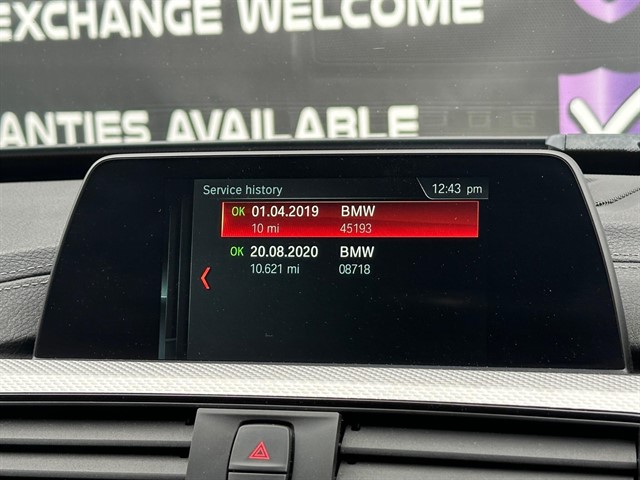 EXCHANGE WELCOME
ANTIES AVAILABLE
Service history
12:43 pm
OK 01.04.2019 BMW
10 mi 45193
OK 20.08.2020 BMW
10.621 mi 08718